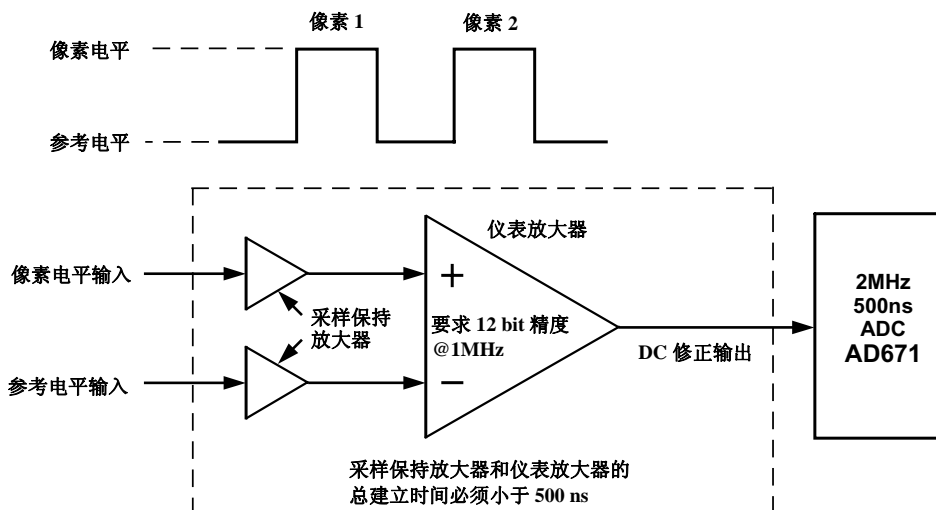 像素 1
像素 2
像素电平
参考电平
仪表放大器
像素电平输入
采样保持
放大器
+
要求 12 bit 精度
@1MHz
−
参考电平输入
DC 修正输出
2MHz
500ns
ADC
AD671
采样保持放大器和仪表放大器的
总建立时间必须小于 500 ns